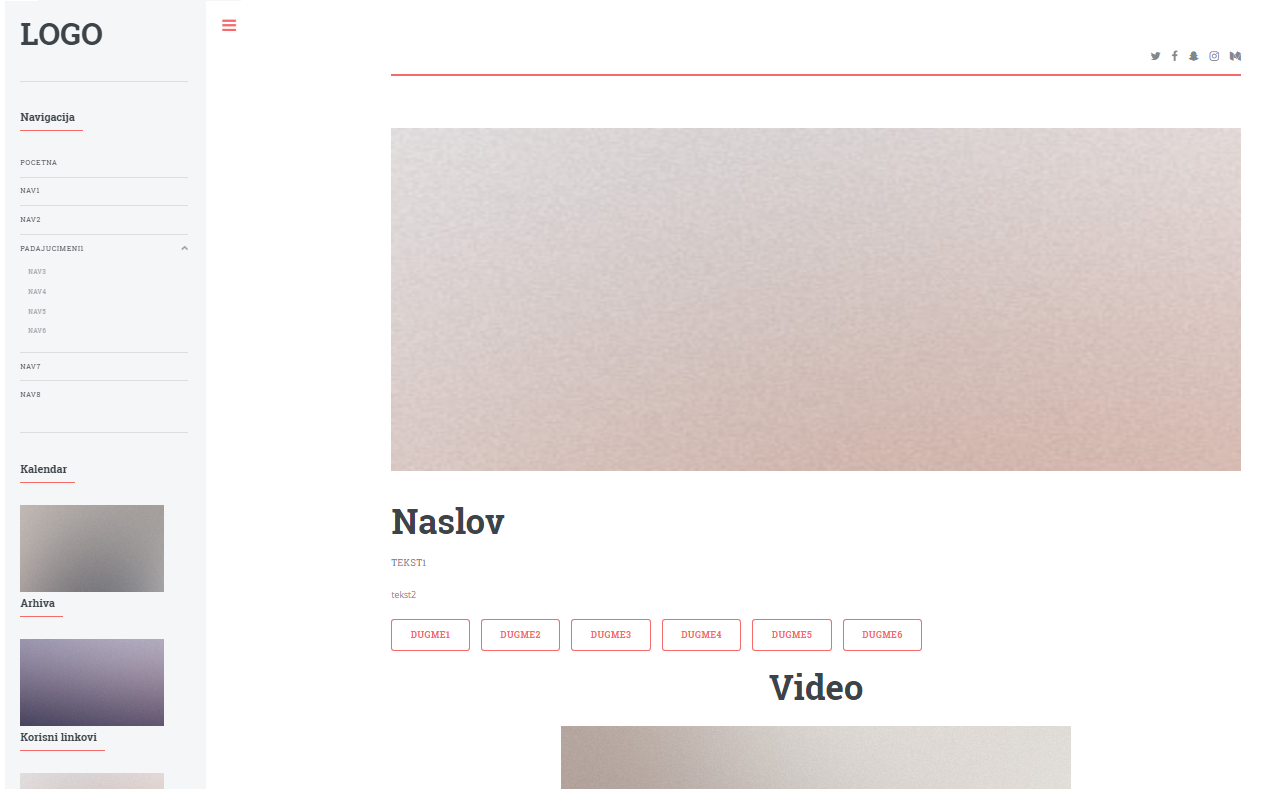 LOGO
Navigacija
POCETNA
NAV1
NAV2
PADAJUCIMENI1
NAV3
NAV4
NAV5
NAV6
NAV7
NAV8
Kalendar
Arhiva
Korisni linkovi
Naslov
TEKST1
tekst2
DUGME1 DUGME2 DUGME3 DUGME4 DUGME5 DUGME6
Video